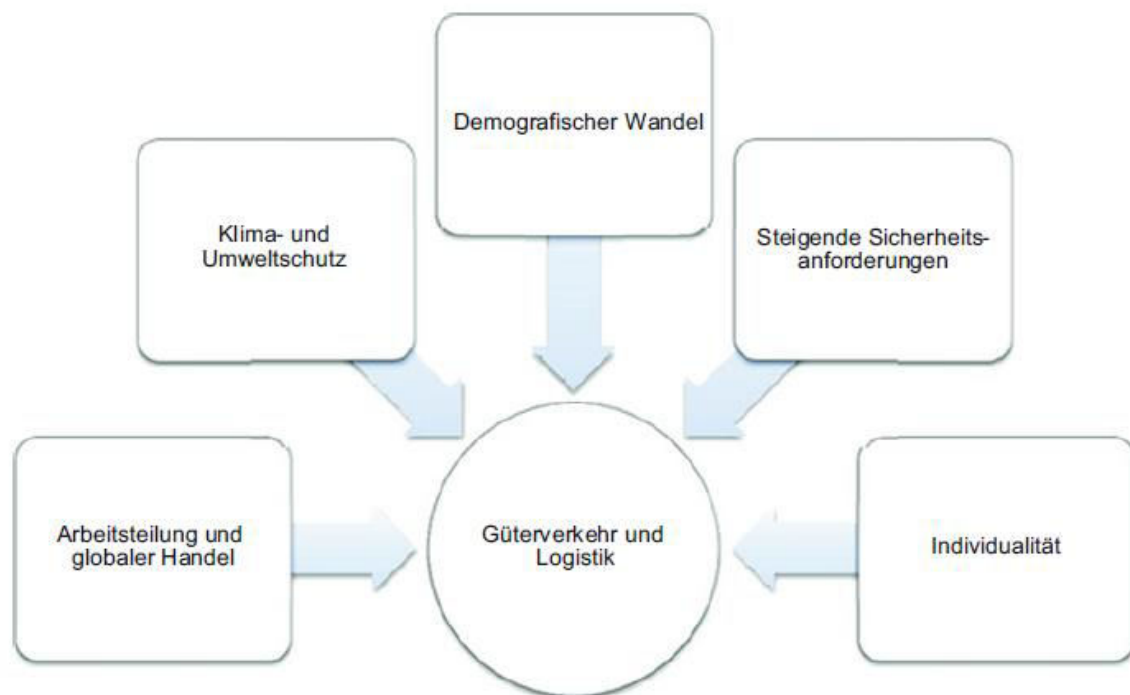 Demografischer Wandel
Klima- und
Umweltschutz
Steigende Sicherheits-
anforderungen
Arbeitsteilung und
globaler Handel
Güterverkehr und
Logistik
Individualität